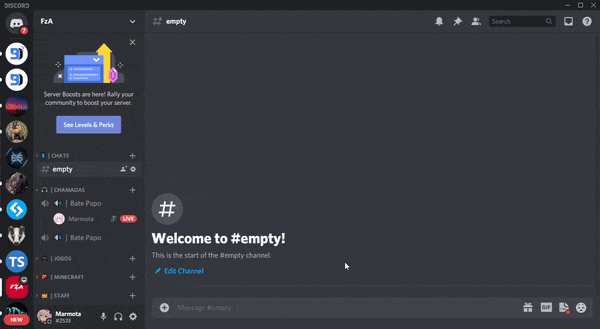 DISCORD
FzA
# empty
Search
7
Server Boosts are here! Rally your
community to boost your server.
See Levels & Perks
| CHATS
# empty
| CHAMADAS
| Bate Papo
Marmota
LIVE
| Bate Papo
| JOGOS
| MINECRAFT
| STAFF
TS
FzA
NEW
Marmota
#2533
#
Welcome to #empty!
This is the start of the #empty channel.
Edit Channel
Message #empty
GIF